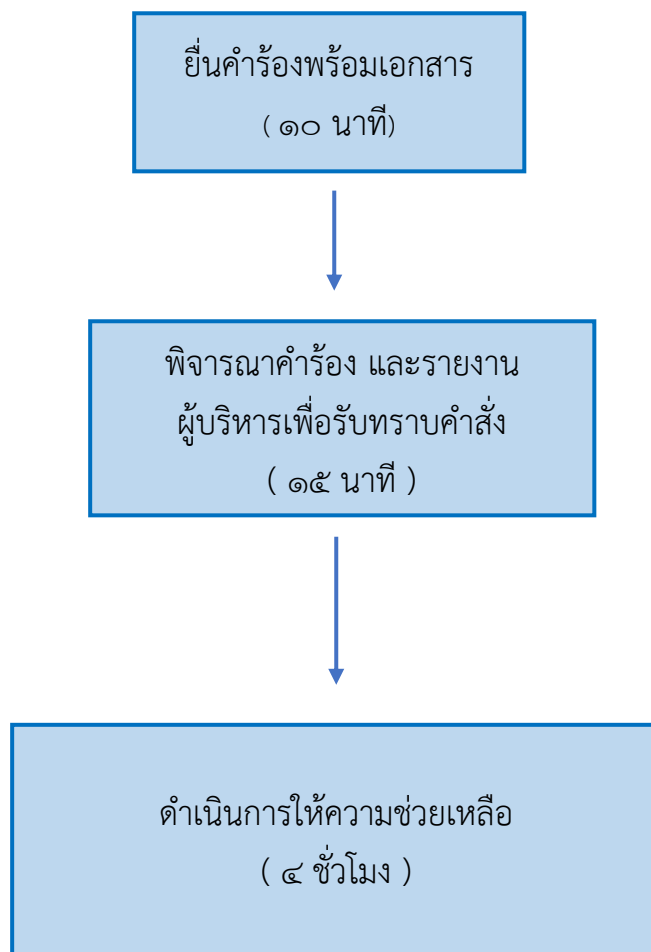 ยื่นคำร้องพร้อมเอกสาร
( ๑๐ นาที)
พิจารณาคำร้อง และรายงาน
ผู้บริหารเพื่อรับทราบคำสั่ง
( ๑๕ นาที )
ดำเนินการให้ความช่วยเหลือ
( ๔ ชั่วโมง )